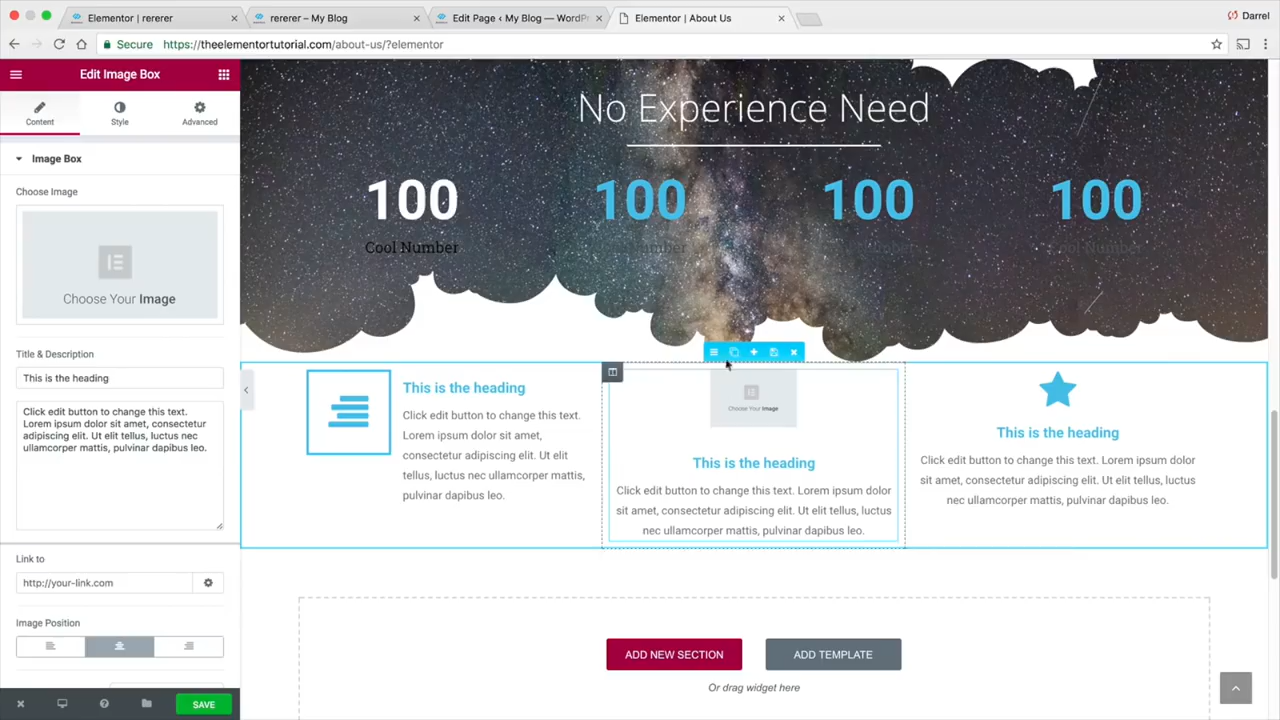 Elementor | rererer
rererer – My Blog
Edit Page ‹ My Blog — WordPr
Elementor | About Us
Darrel
Secure
https://theelementortutorial.com/about-us/?elementor
Edit Image Box
Content
Style
Advanced
Image Box
Choose Image
Choose Your Image
Title & Description
This is the heading
Click edit button to change this text.
Lorem ipsum dolor sit amet, consectetur
adipiscing elit. Ut elit tellus, luctus nec
ullamcorper mattis, pulvinar dapibus leo.
Link to
http://your-link.com
Image Position
SAVE
No Experience Need
100
100
100
100
Cool Number
This is the heading
Click edit button to change this text.
Lorem ipsum dolor sit amet,
consectetur adipiscing elit. Ut elit
tellus, luctus nec ullamcorper mattis,
pulvinar dapibus leo.
Choose Your Image
This is the heading
Click edit button to change this text. Lorem ipsum dolor
sit amet, consectetur adipiscing elit. Ut elit tellus, luctus
nec ullamcorper mattis, pulvinar dapibus leo.
This is the heading
Click edit button to change this text. Lorem ipsum dolor
sit amet, consectetur adipiscing elit. Ut elit tellus, luctus
nec ullamcorper mattis, pulvinar dapibus leo.
ADD NEW SECTION
ADD TEMPLATE
Or drag widget here